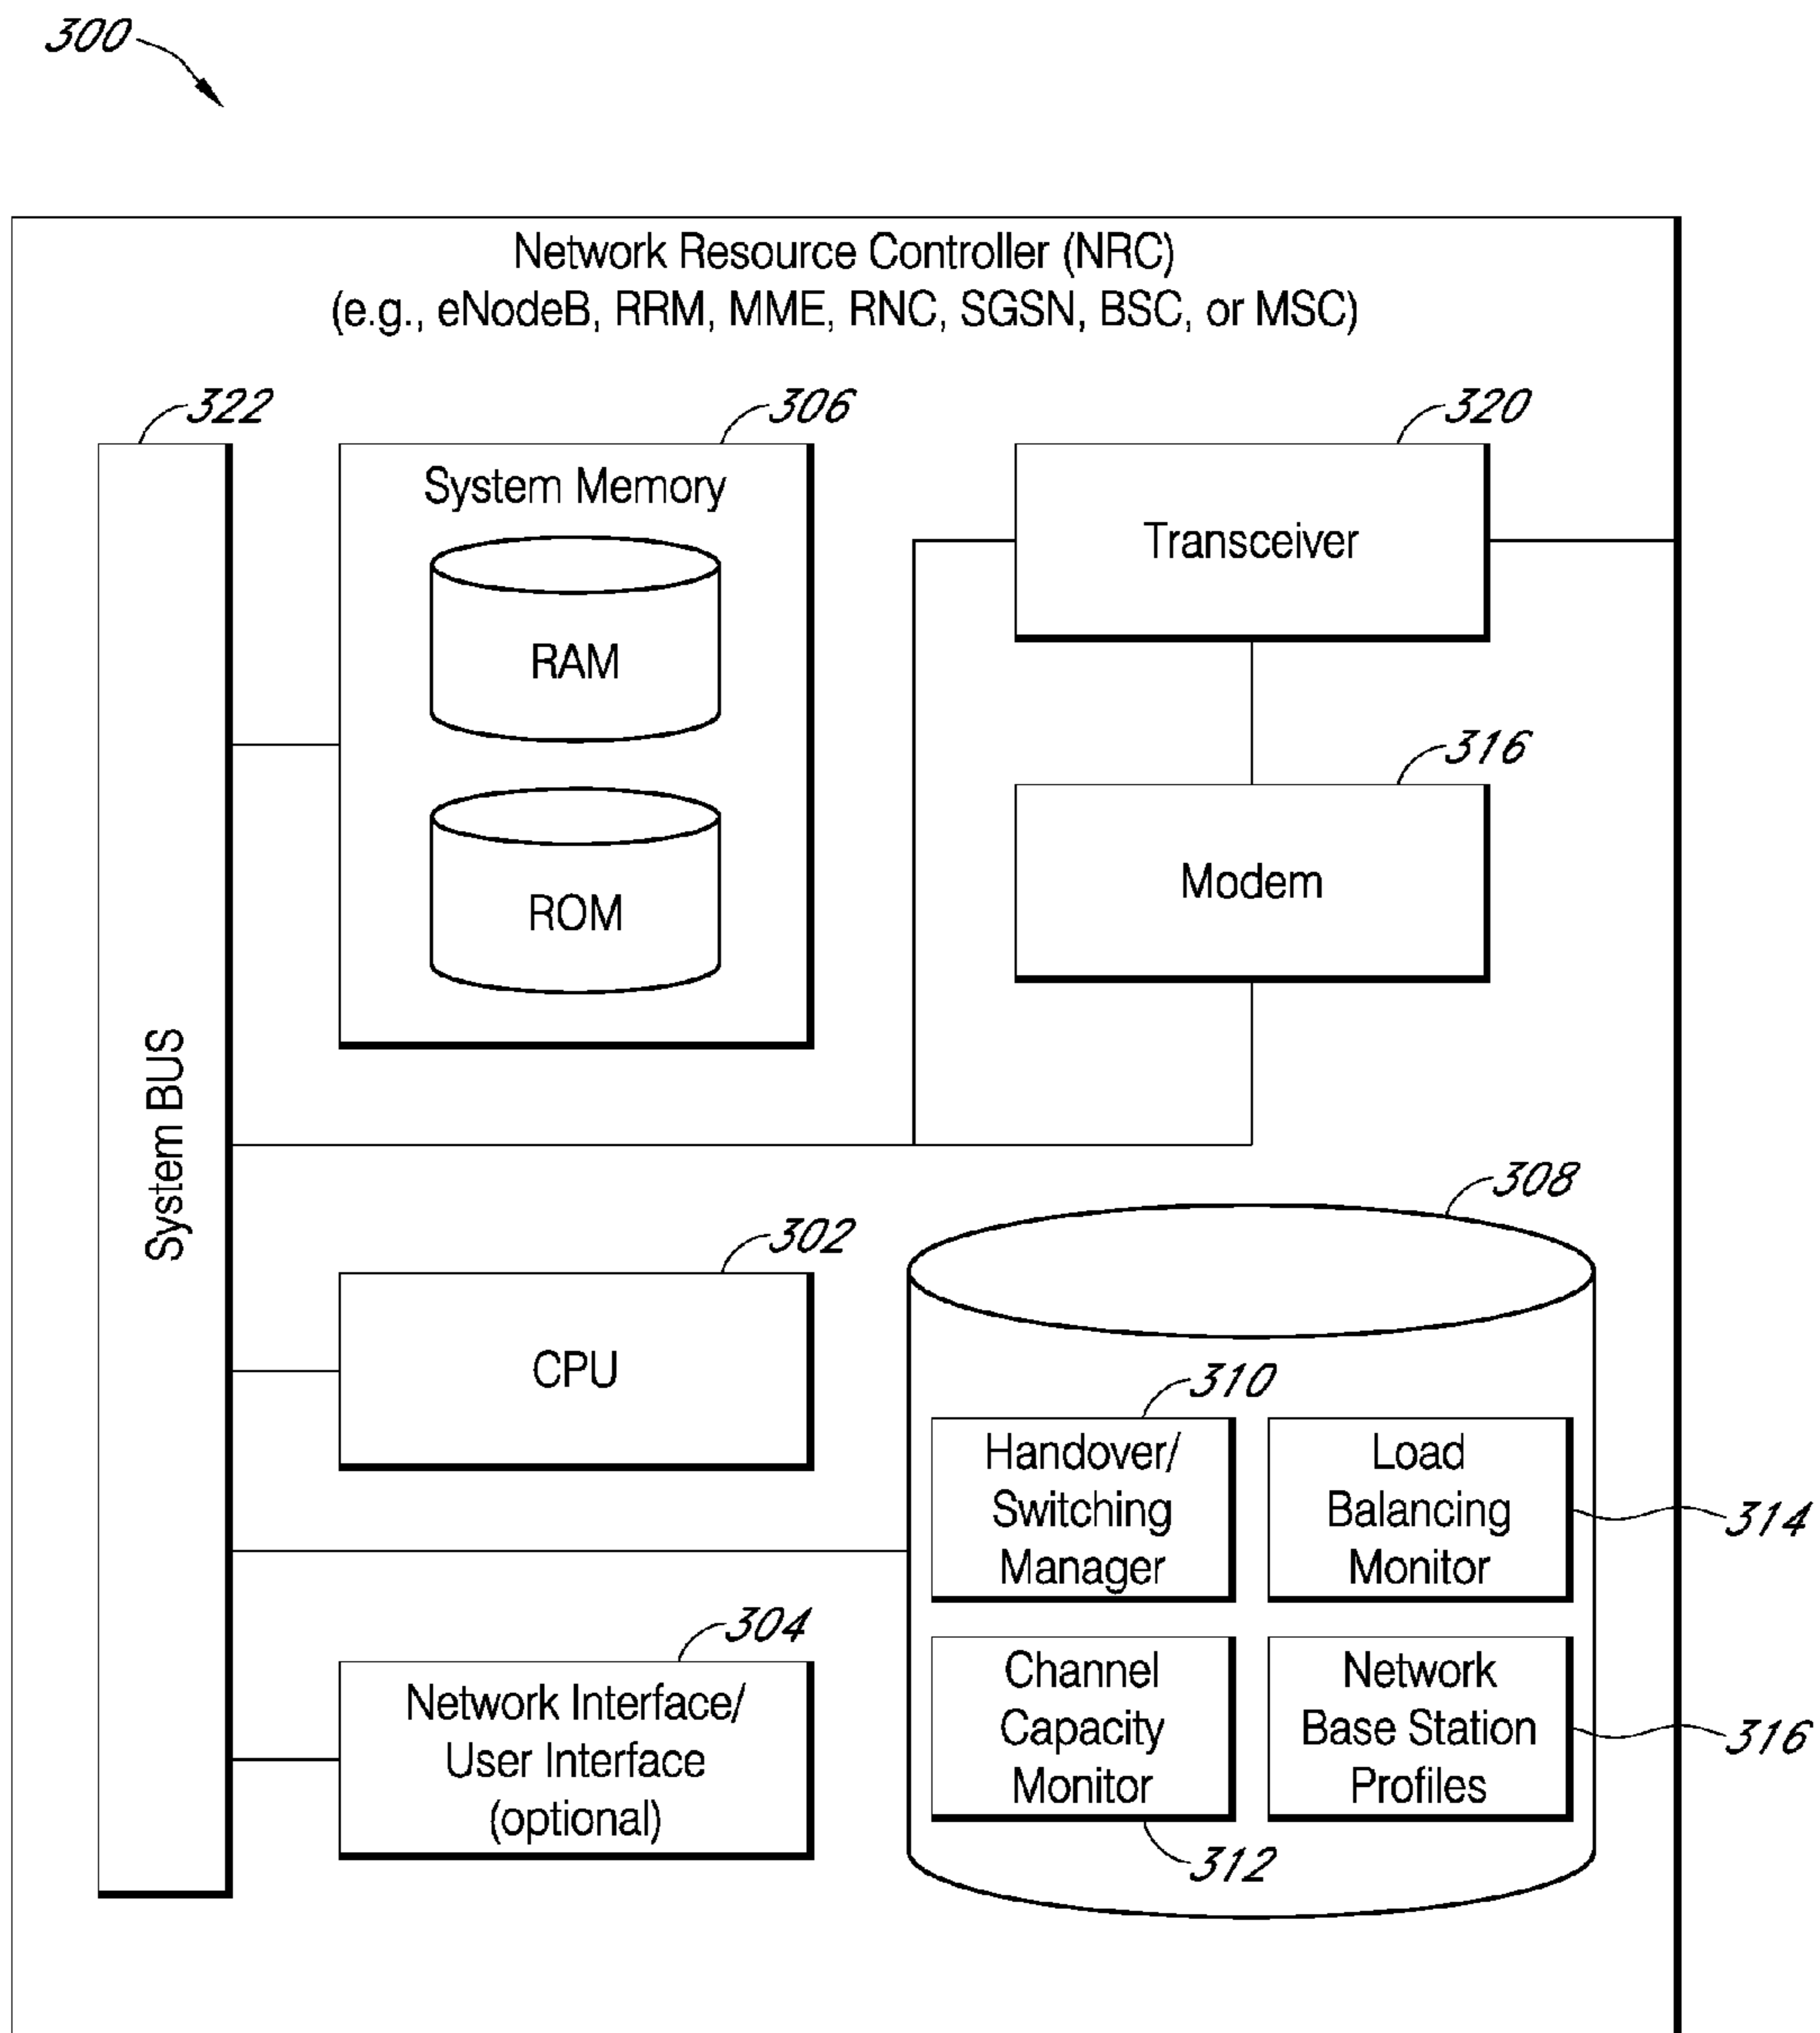 300
Network Resource Controller (NRC)
(e.g., eNodeB, RRM, MME, RNC, SGSN, BSC, or MSC)
322
306
320
System Memory
Transceiver
RAM
316
Modem
ROM
System BUS
308
302
CPU
310
Handover/
Switching
Manager
Load
Balancing
Monitor
314
304
Network Interface/
User Interface
(optional)
Channel
Capacity
Monitor
Network
Base Station
Profiles
316
312